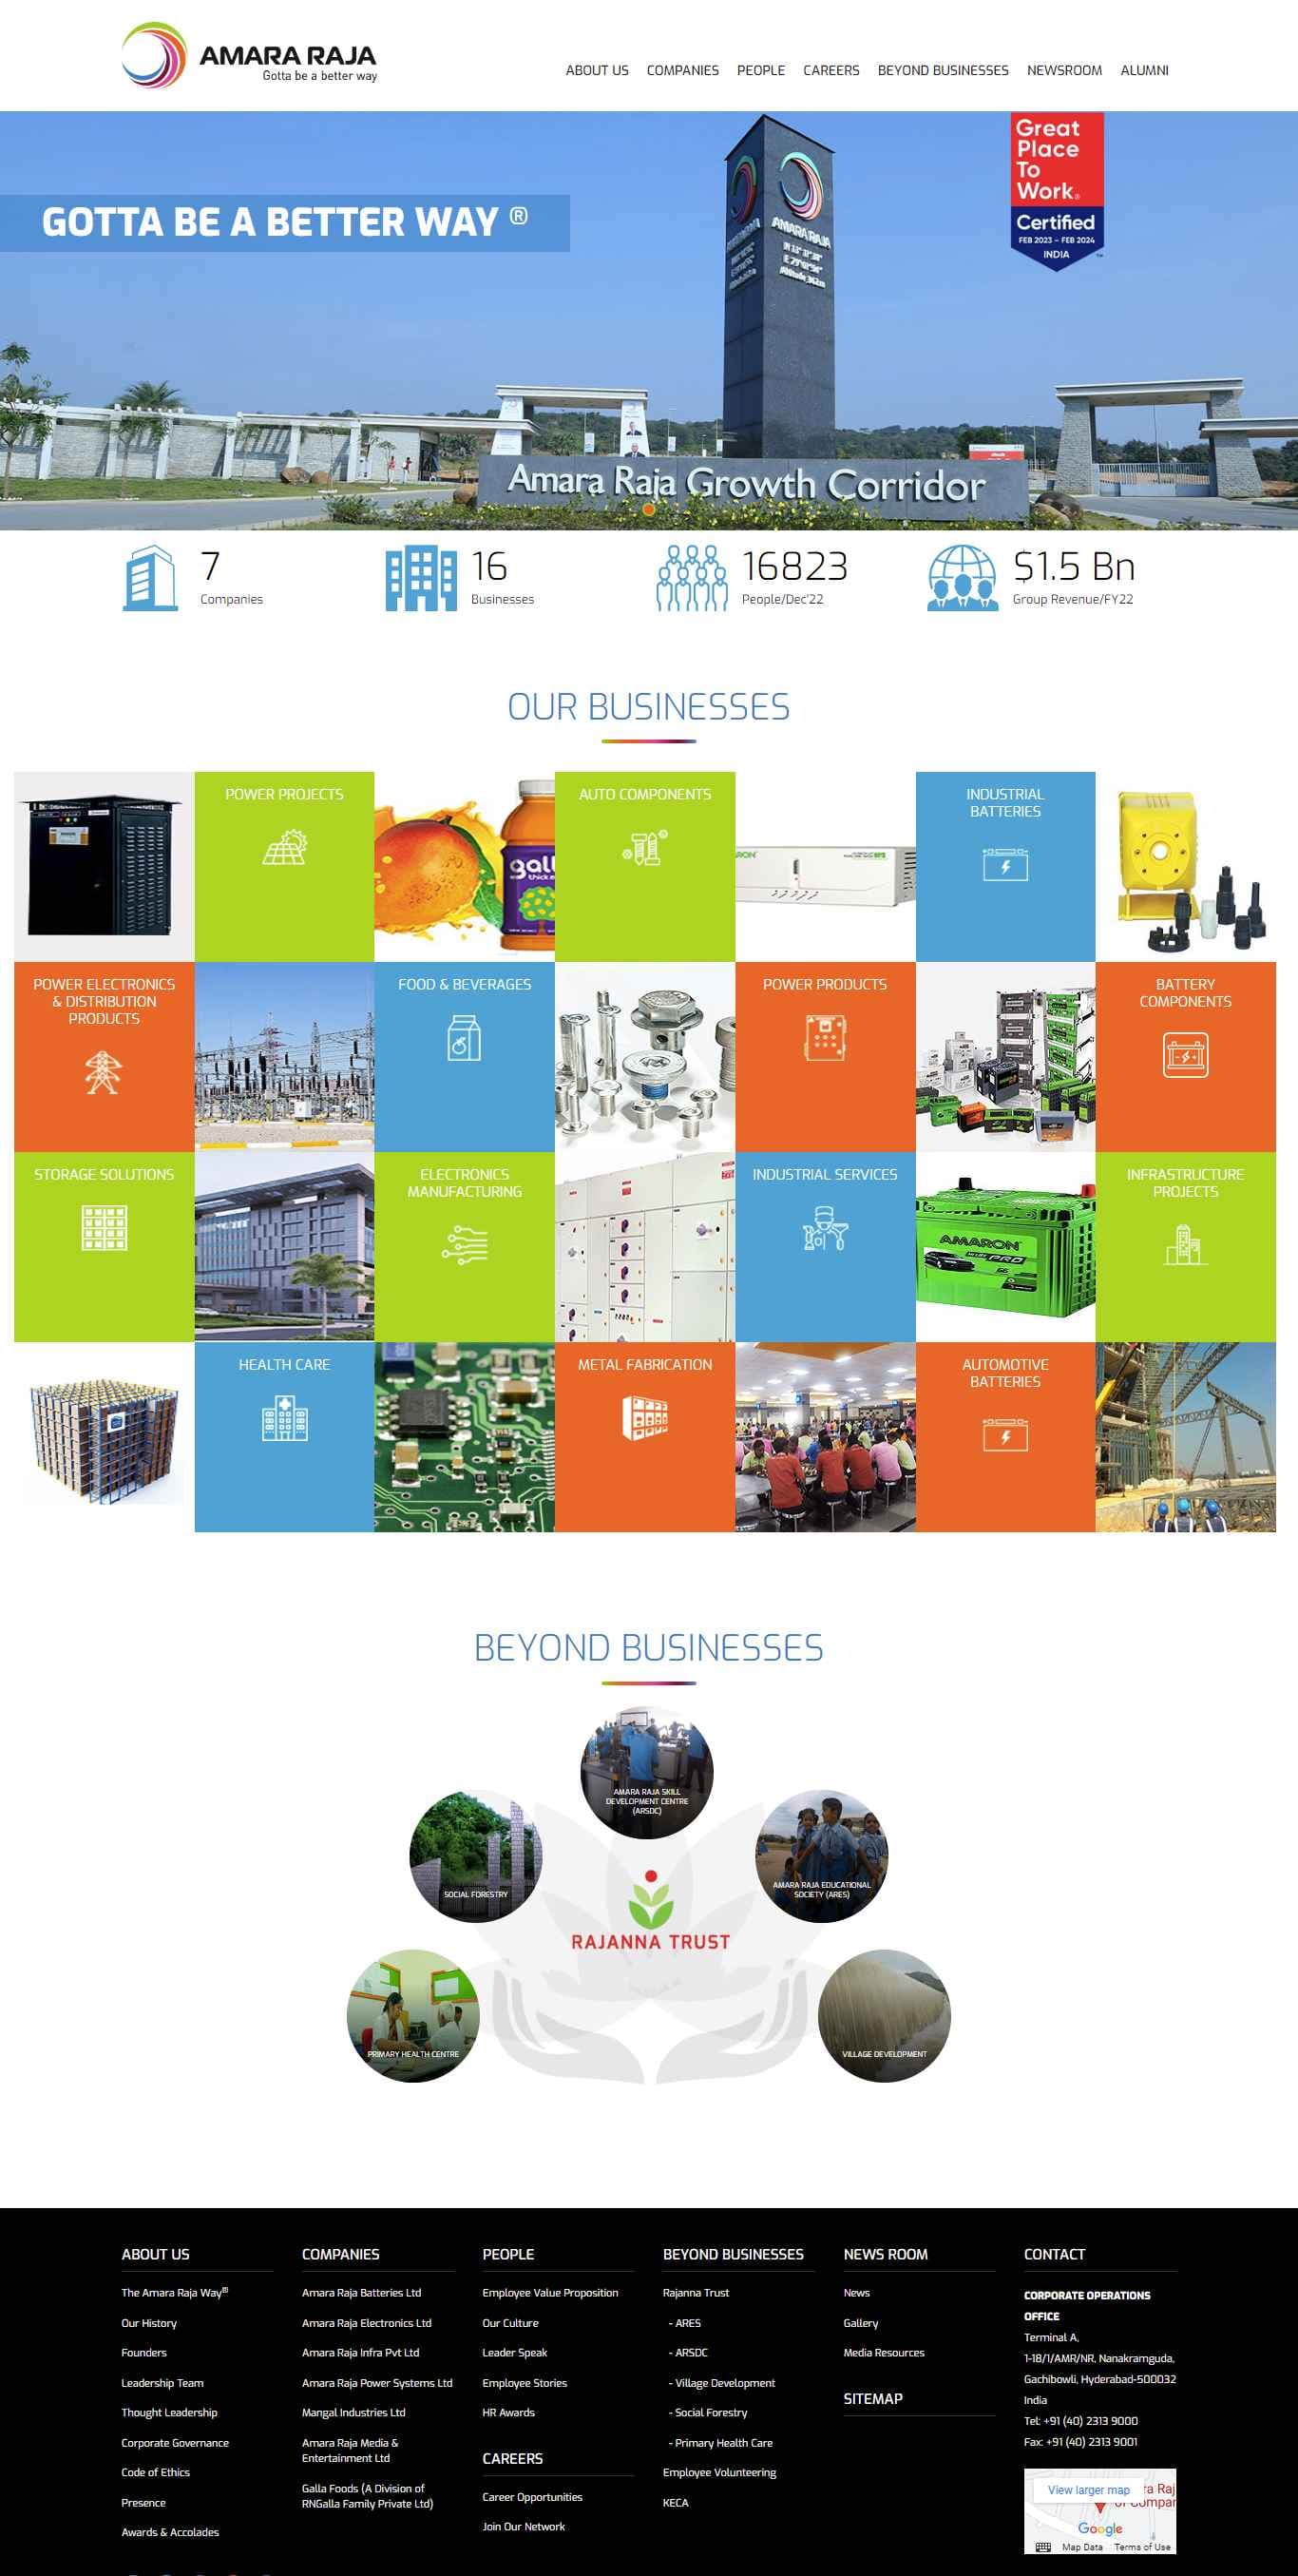 AMARA RAJA
Gotta be a better way
ABOUT US COMPANIES PEOPLE CAREERS BEYOND BUSINESSES NEWSROOM ALUMNI
GOTTA BE A BETTER WAY ®
Great
Place
To
Work®
Certified
FEB 2023 - FEB 2024
INDIA
AMARA RAJA
Amara Raja Growth Corridor
7
Companies
16
Businesses
16823
People/Dec'22
$1.5 Bn
Group Revenue/FY22
OUR BUSINESSES
POWER PROJECTS
AUTO COMPONENTS
INDUSTRIAL
BATTERIES
POWER ELECTRONICS
& DISTRIBUTION
PRODUCTS
FOOD & BEVERAGES
POWER PRODUCTS
BATTERY
COMPONENTS
STORAGE SOLUTIONS
ELECTRONICS
MANUFACTURING
INDUSTRIAL SERVICES
AMARON
PRO
INFRASTRUCTURE
PROJECTS
HEALTH CARE
METAL FABRICATION
AUTOMOTIVE
BATTERIES
BEYOND BUSINESSES
AMARA RAJA SKILL
DEVELOPMENT CENTRE
(ARSDC)
SOCIAL FORESTRY
AMARA RAJA EDUCATIONAL
SOCIETY (ARES)
RAJANNA TRUST
PRIMARY HEALTH CENTRE
VILLAGE DEVELOPMENT
ABOUT US
The Amara Raja Way®
Our History
Founders
Leadership Team
Thought Leadership
Corporate Governance
Code of Ethics
Presence
Awards & Accolades
COMPANIES
Amara Raja Batteries Ltd
Amara Raja Electronics Ltd
Amara Raja Infra Pvt Ltd
Amara Raja Power Systems Ltd
Mangal Industries Ltd
Amara Raja Media &
Entertainment Ltd
Galla Foods (A Division of
RNGalla Family Private Ltd)
PEOPLE
Employee Value Proposition
Our Culture
Leader Speak
Employee Stories
HR Awards
CAREERS
Career Opportunities
Join Our Network
BEYOND BUSINESSES
Rajanna Trust
- ARES
- ARSDC
- Village Development
- Social Forestry
- Primary Health Care
Employee Volunteering
KECA
NEWS ROOM
News
Gallery
Media Resources
SITEMAP
CONTACT
CORPORATE OPERATIONS
OFFICE
Terminal A,
1-18/1/AMR/NR, Nanakramguda,
Gachibowli, Hyderabad-500032
India
Tel: +91 (40) 2313 9000
Fax: +91 (40) 2313 9001
View larger map
Google
Map Data Terms of Use